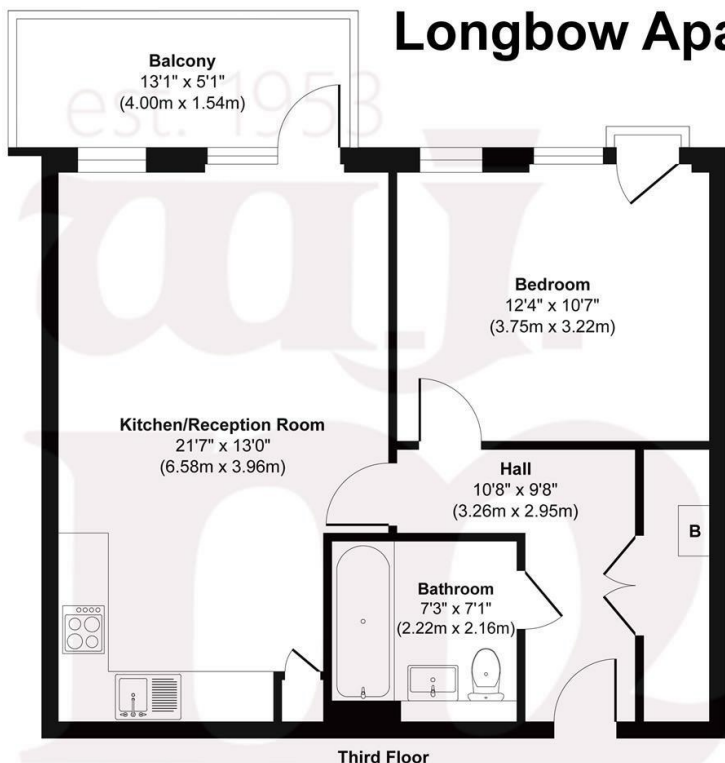 Longbow Apa
Balcony
13'1" x 5'1"
(4.00m x 1.54m)
est. 1953
Bedroom
12'4" x 10'7"
(3.75m x 3.22m)
Kitchen/Reception Room
21'7" x 13'0"
(6.58m x 3.96m)
Hall
10'8" x 9'8"
(3.26m x 2.95m)
B
Bathroom
7'3" x 7'1"
(2.22m x 2.16m)
Third Floor